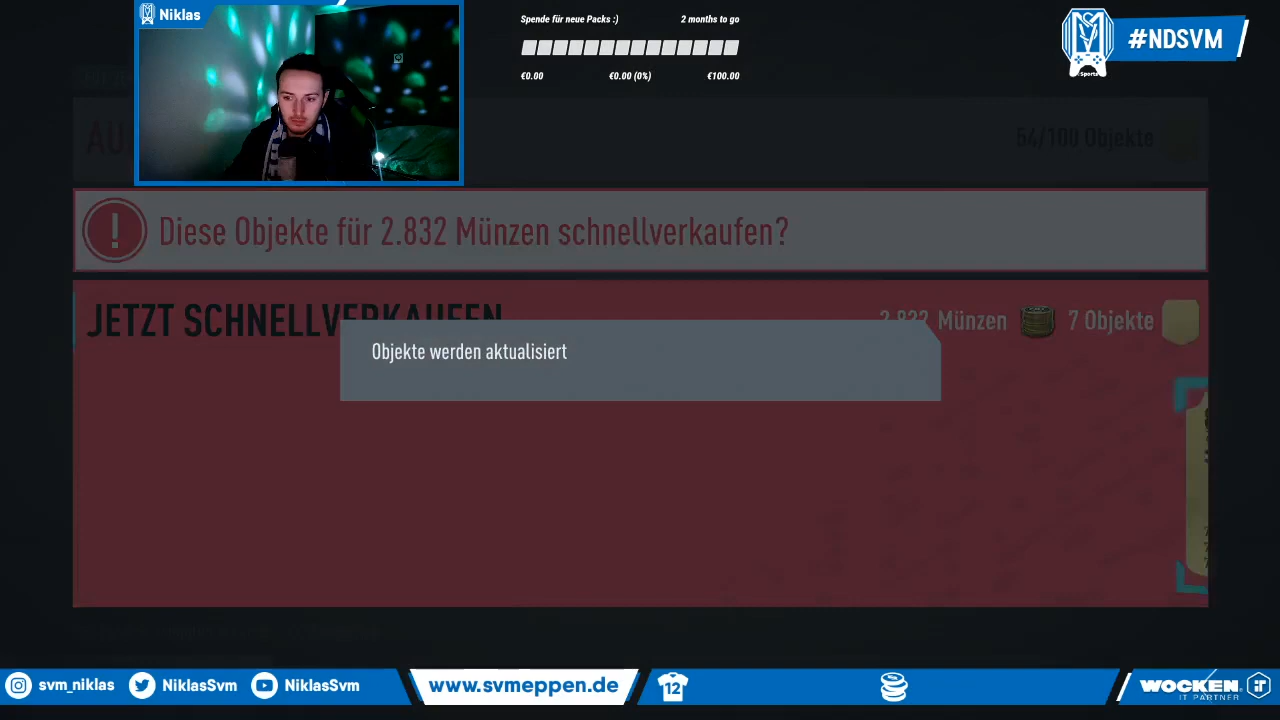 Niklas
Spende für neue Packs :) 2 months to go
€0.00 €0.00 (0%) €100.00
#NDSVM
eSports
AU
54/100 Objekte
Diese Objekte für 2.832 Münzen schnellverkaufen?
JETZT SCHNELLVERKAUFEN
2.832 Münzen 7 Objekte
Objekte werden aktualisiert
svm_niklas NiklasSvm NiklasSvm www.svmeppen.de 12 WOCKEN
IT PARTNER